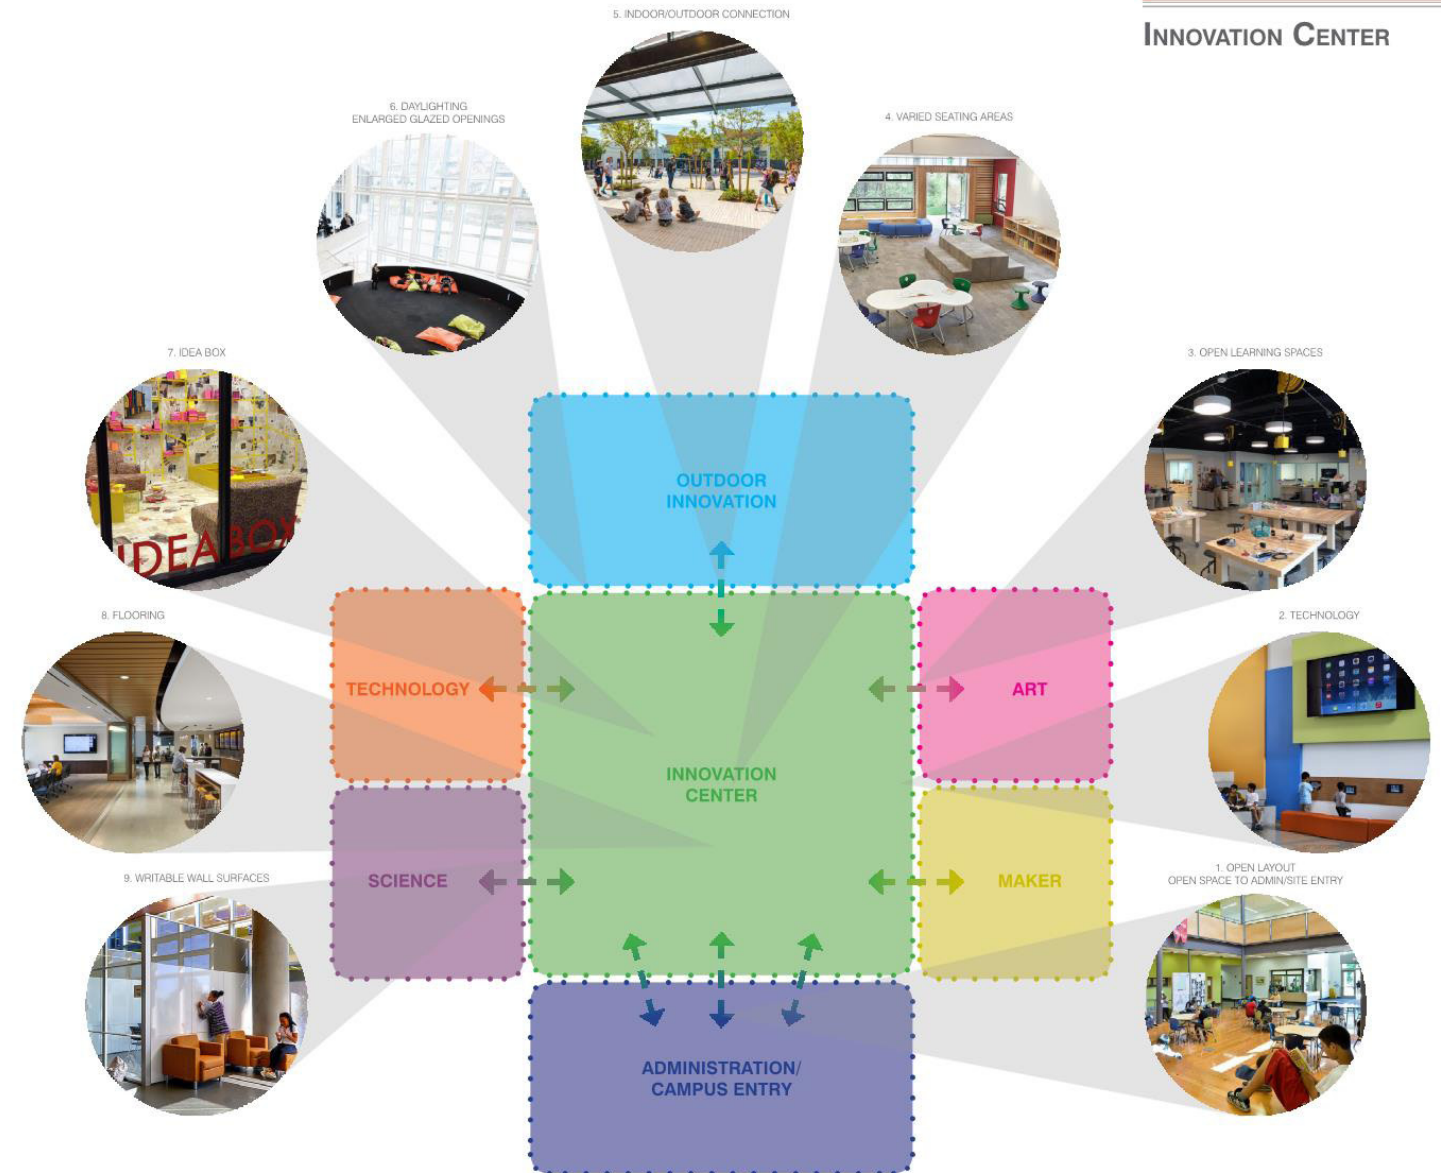 INNOVATION CENTER
5. INDOOR/OUTDOOR CONNECTION
6. DAYLIGHTING
ENLARGED GLAZED OPENINGS
4. VARIED SEATING AREAS
7. IDEA BOX
3. OPEN LEARNING SPACES
IDEA BOX
OUTDOOR
INNOVATION
8. FLOORING
2. TECHNOLOGY
TECHNOLOGY
ART
INNOVATION
CENTER
9. WRITABLE WALL SURFACES
1. OPEN LAYOUT
OPEN SPACE TO ADMIN/SITE ENTRY
SCIENCE
MAKER
ADMINISTRATION/
CAMPUS ENTRY